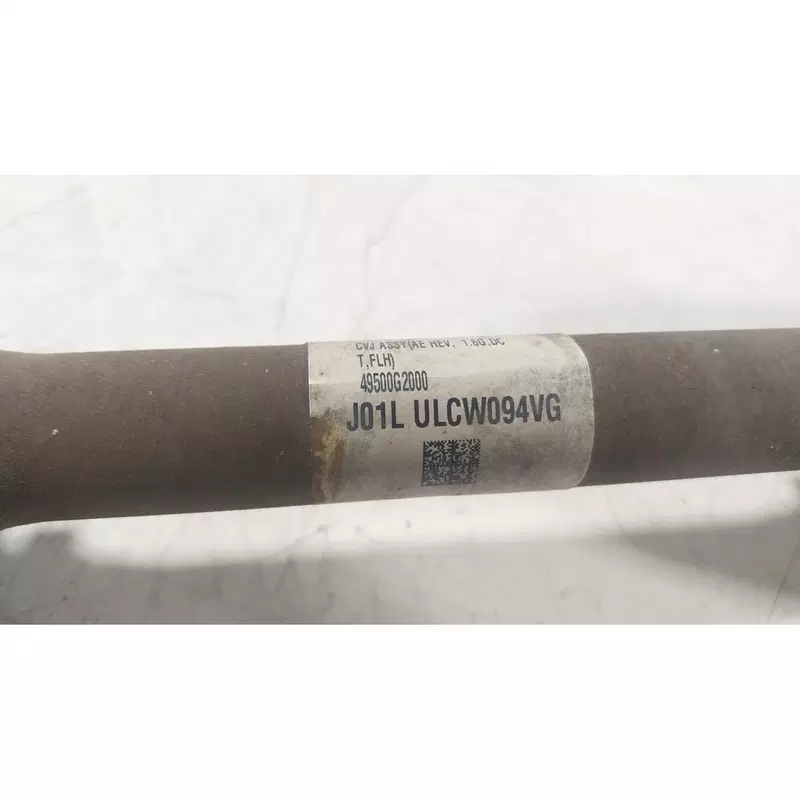 CVJ ASSY(AE HEV, 1.6G,DC
T,FLH)
49500G2000
J01L ULCW094VG